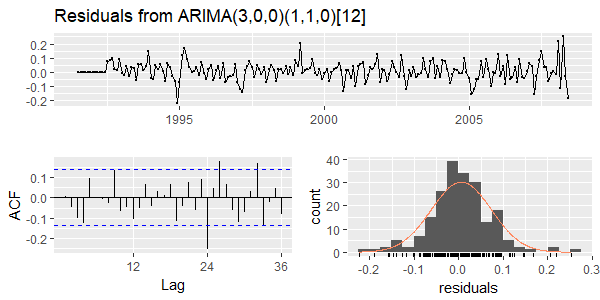 Residuals from ARIMA(3,0,0)(1,1,0)[12]
0.2
0.1
0.0
-0.1
-0.2
1995 2000 2005
ACF
0.1
0.0
-0.1
-0.2
12 24 36
Lag
count
40
30
20
10
0
-0.2 -0.1 0.0 0.1 0.2 0.3
residuals